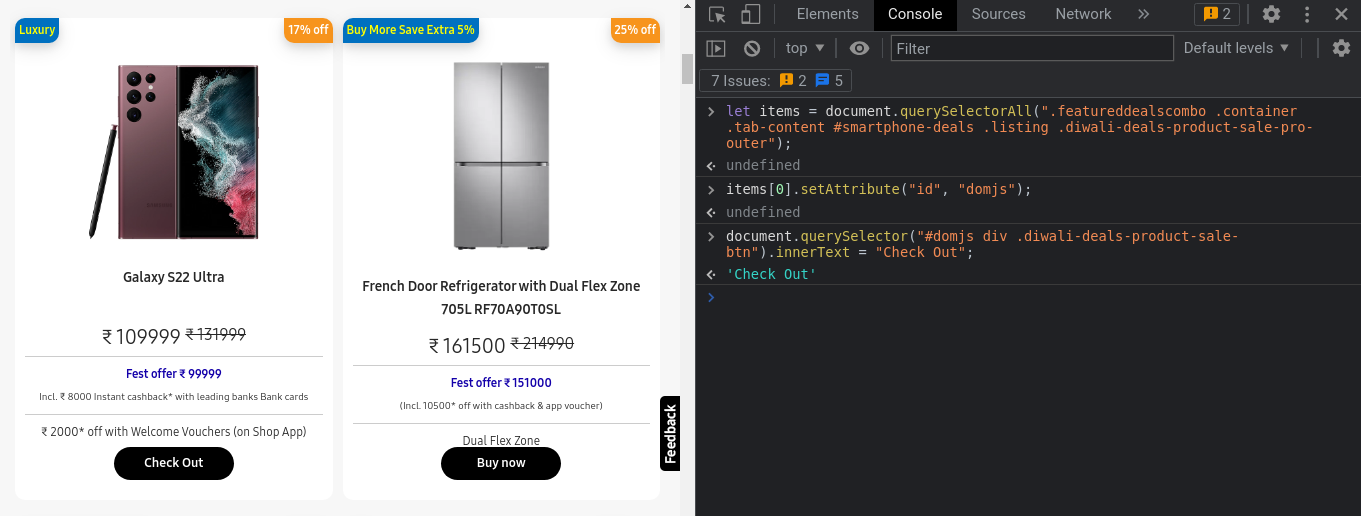 Luxury
17% off
Galaxy S22 Ultra
₹ 109999 ₹ 131999
Fest offer ₹ 99999
Incl. ₹ 8000 Instant cashback* with leading banks Bank cards
₹ 2000* off with Welcome Vouchers (on Shop App)
Check Out
Buy More Save Extra 5%
25% off
French Door Refrigerator with Dual Flex Zone
705L RF70A90T0SL
₹ 161500 ₹ 214990
Fest offer ₹ 151000
(Incl. 10500* off with cashback & app voucher)
Dual Flex Zone
Buy now
Feedback
Elements Console Sources Network » 2
top ▼ Filter Default levels ▼
7 Issues: 2 5
let items = document.querySelectorAll(".featureddealscombo .container
.tab-content #smartphone-deals .listing .diwali-deals-product-sale-pro-
outer");
undefined
items[0].setAttribute("id", "domjs");
undefined
document.querySelector("#domjs div .diwali-deals-product-sale-
btn").innerText = "Check Out";
'Check Out'